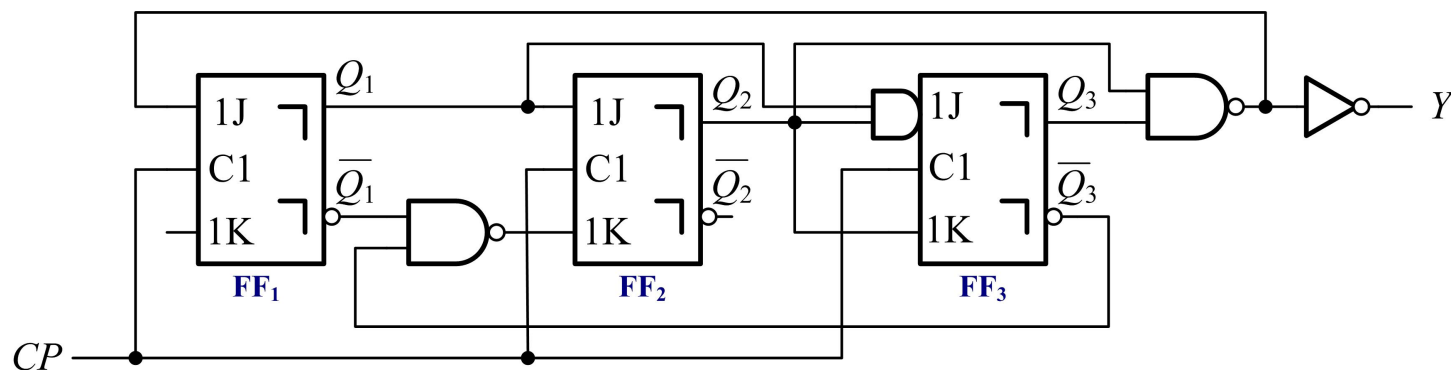 Q₁ Q₂ Q₃ Y
1J 1J 1J
C1 C1 C1
Q̅₁ Q̅₂ Q̅₃
1K 1K 1K
FF₁ FF₂ FF₃
CP